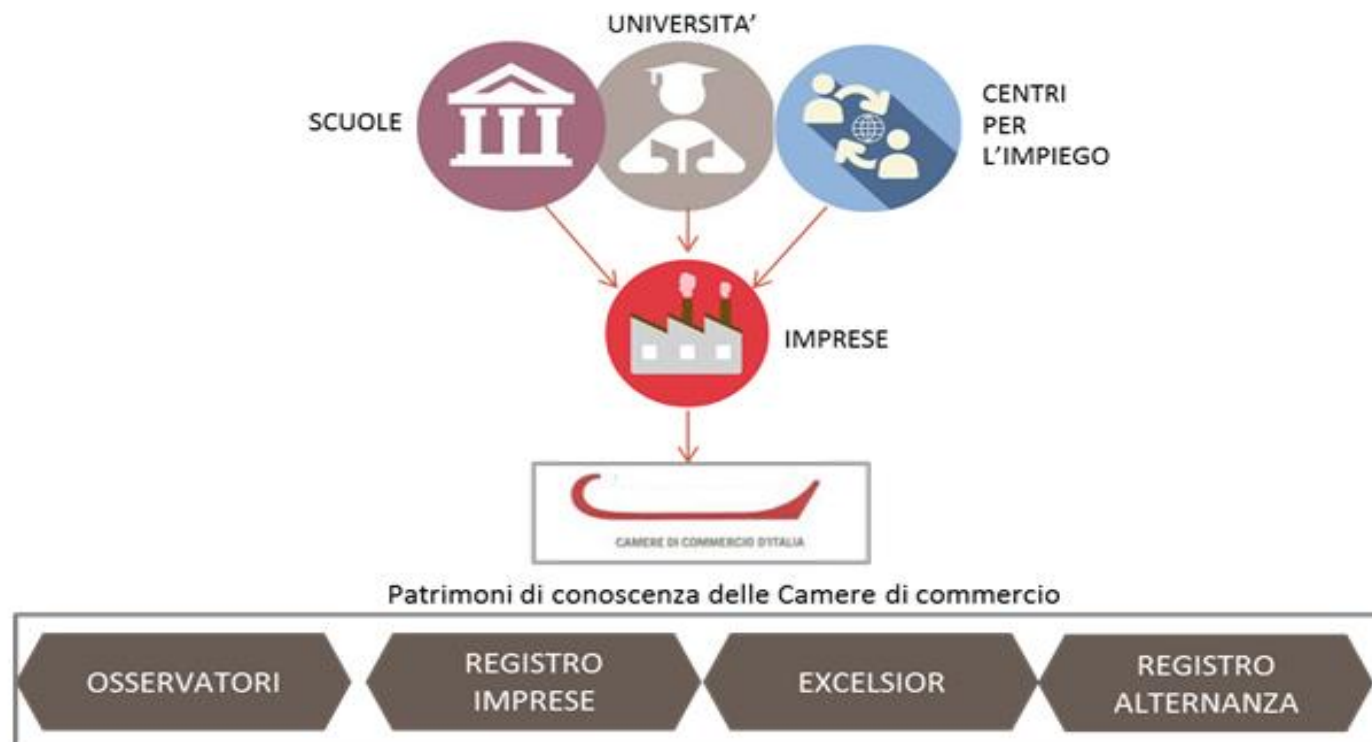 UNIVERSITA'
SCUOLE
CENTRI
PER
L'IMPIEGO
IMPRESE
CAMERE DI COMMERCIO D'ITALIA
Patrimoni di conoscenza delle Camere di commercio
OSSERVATORI
REGISTRO
IMPRESE
EXCELSIOR
REGISTRO
ALTERNANZA